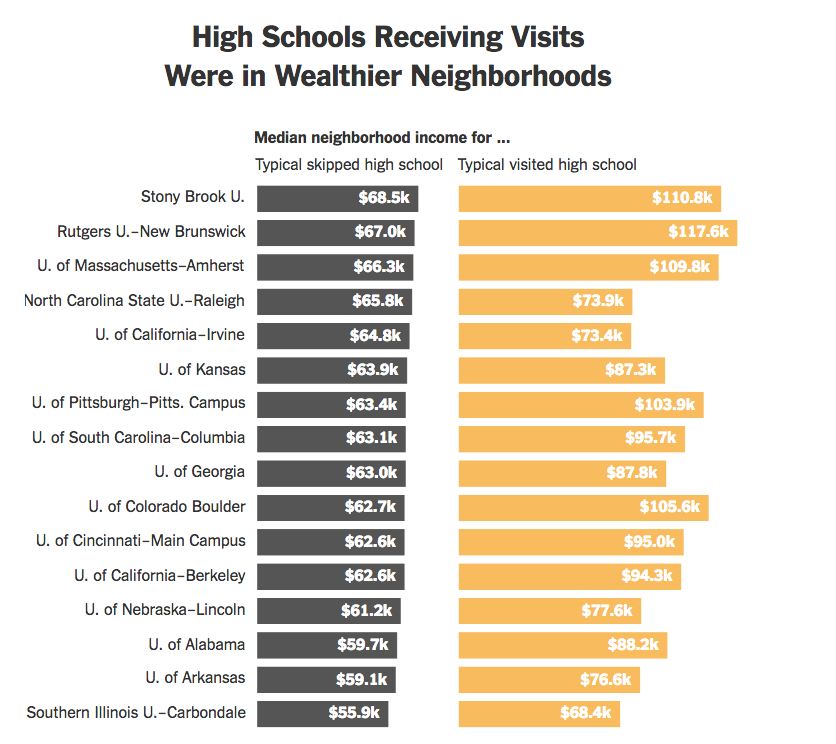 High Schools Receiving Visits
Were in Wealthier Neighborhoods
Median neighborhood income for ...
Typical skipped high school Typical visited high school
Stony Brook U. $68.5k $110.8k
Rutgers U.–New Brunswick $67.0k $117.6k
U. of Massachusetts–Amherst $66.3k $109.8k
North Carolina State U.–Raleigh $65.8k $73.9k
U. of California–Irvine $64.8k $73.4k
U. of Kansas $63.9k $87.3k
U. of Pittsburgh–Pitts. Campus $63.4k $103.9k
U. of South Carolina–Columbia $63.1k $95.7k
U. of Georgia $63.0k $87.8k
U. of Colorado Boulder $62.7k $105.6k
U. of Cincinnati–Main Campus $62.6k $95.0k
U. of California–Berkeley $62.6k $94.3k
U. of Nebraska–Lincoln $61.2k $77.6k
U. of Alabama $59.7k $88.2k
U. of Arkansas $59.1k $76.6k
Southern Illinois U.–Carbondale $55.9k $68.4k